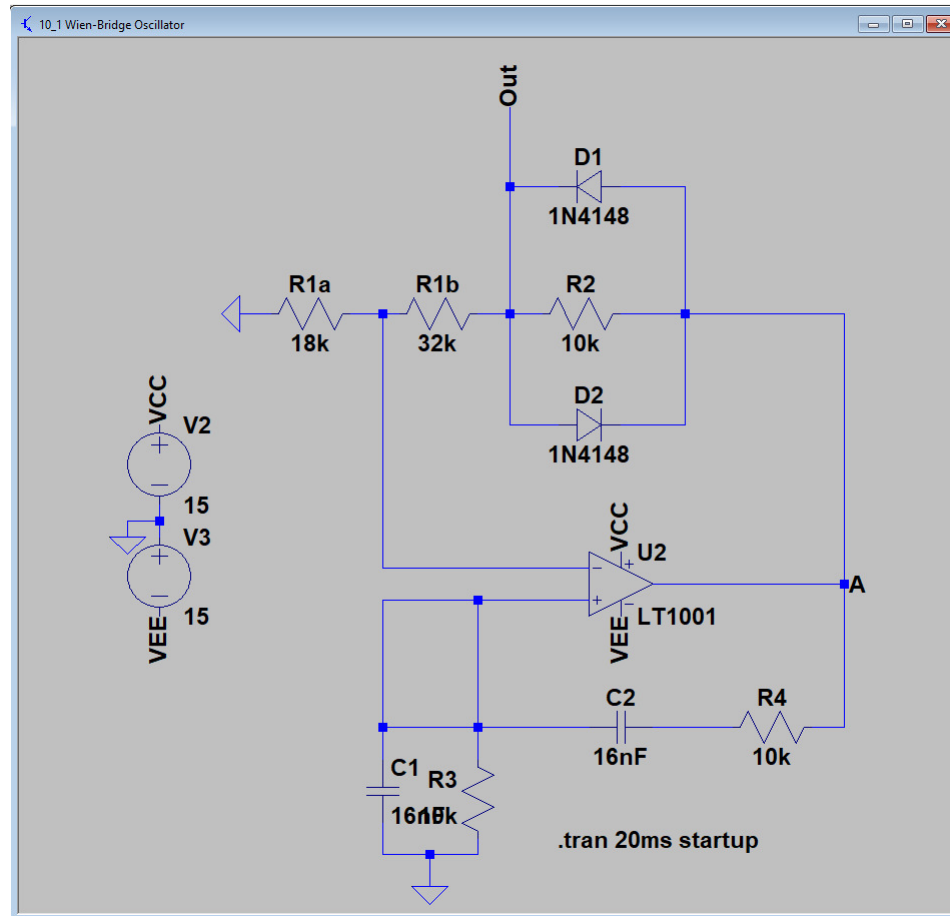 10_1 Wien-Bridge Oscillator
Out
D1
1N4148
R1a
18k
R1b
32k
R2
10k
D2
1N4148
VCC
V2
15
V3
15
VEE
VCC
U2
LT1001
VEE
A
C2
16nF
R4
10k
C1
16nF
R3
.tran 20ms startup